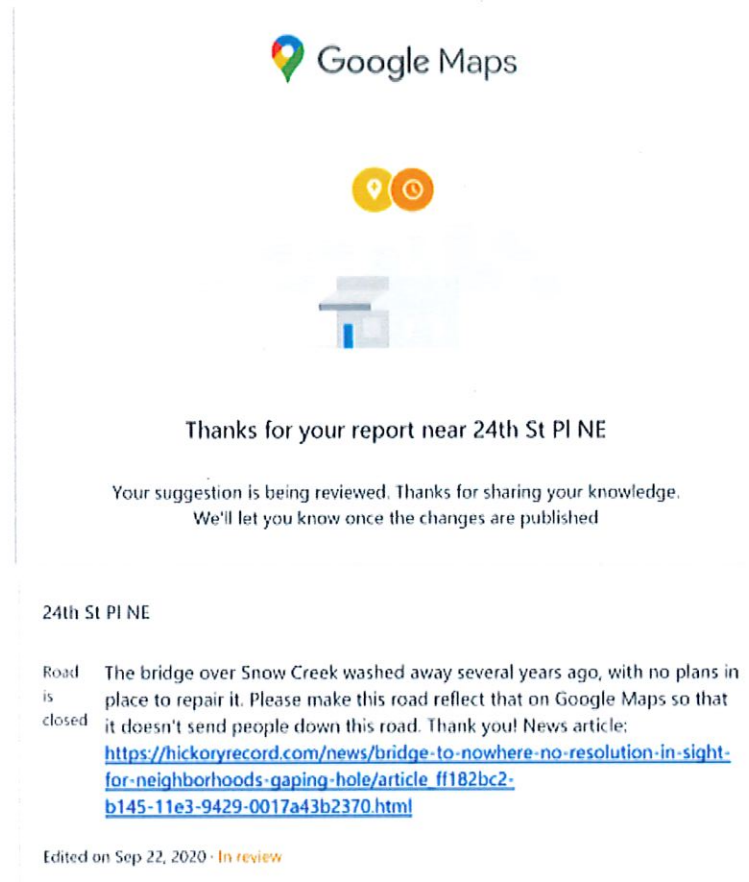 Google Maps
Thanks for your report near 24th St Pl NE
Your suggestion is being reviewed. Thanks for sharing your knowledge.
We'll let you know once the changes are published
24th St Pl NE
Road is closed
The bridge over Snow Creek washed away several years ago, with no plans in
place to repair it. Please make this road reflect that on Google Maps so that
it doesn't send people down this road. Thank you! News article:
https://hickoryrecord.com/news/bridge-to-nowhere-no-resolution-in-sight-
for-neighborhoods-gaping-hole/article_ff182bc2-
b145-11e3-9429-0017a43b2370.html
Edited on Sep 22, 2020 · In review